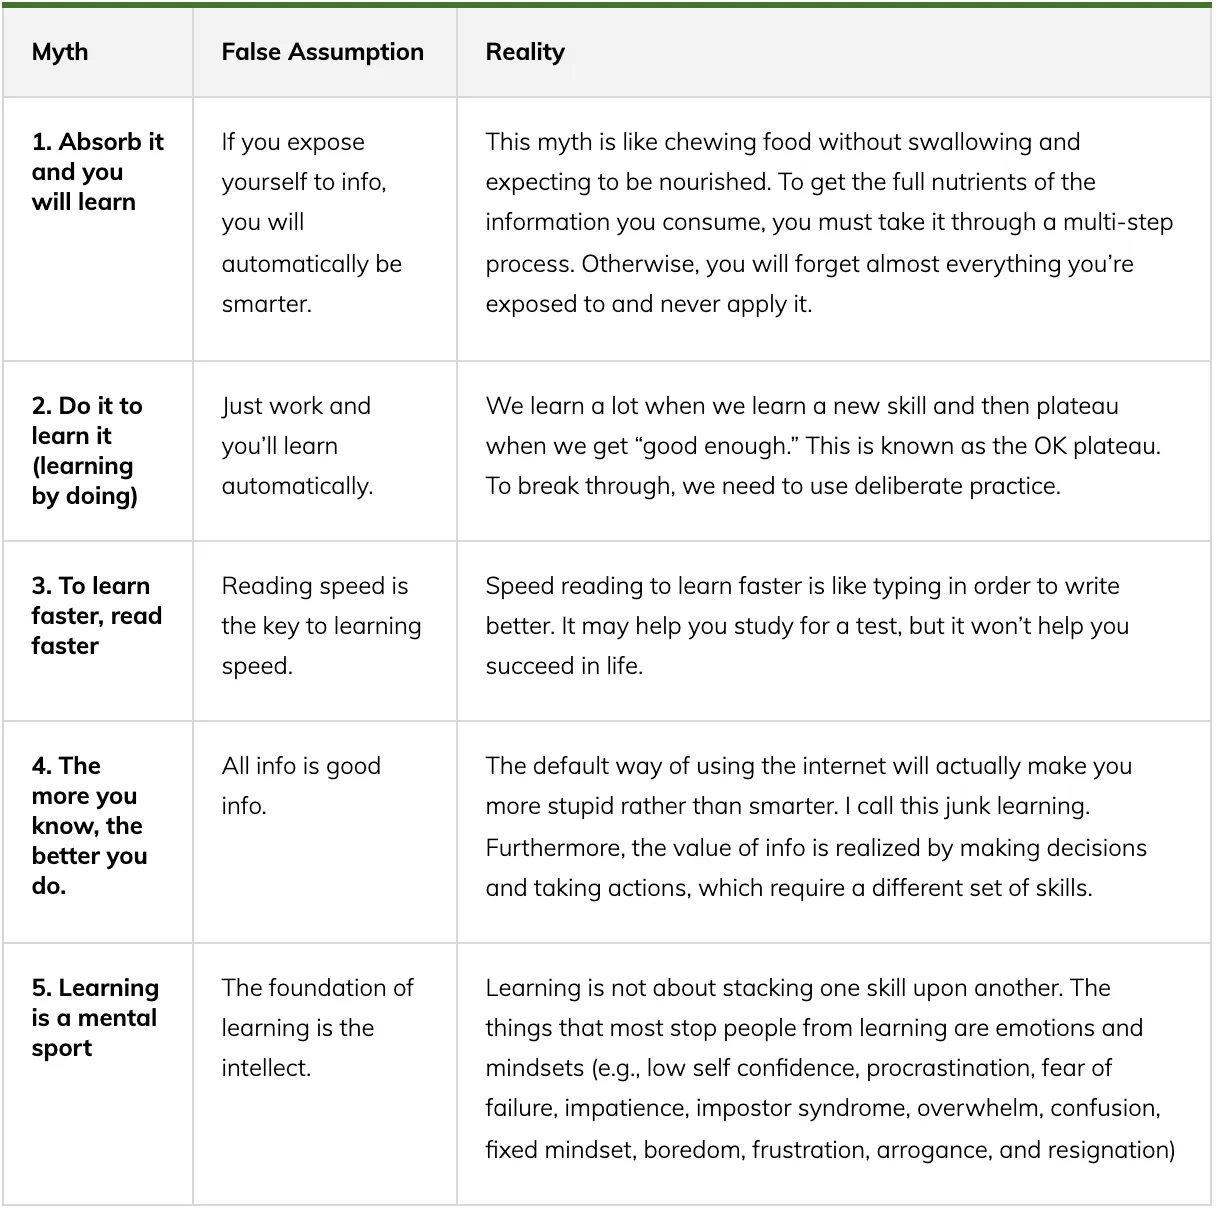 Myth
False Assumption
Reality
1. Absorb it
and you
will learn
If you expose
yourself to info,
you will
automatically be
smarter.
This myth is like chewing food without swallowing and
expecting to be nourished. To get the full nutrients of the
information you consume, you must take it through a multi-step
process. Otherwise, you will forget almost everything you’re
exposed to and never apply it.
2. Do it to
learn it
(learning
by doing)
Just work and
you’ll learn
automatically.
We learn a lot when we learn a new skill and then plateau
when we get “good enough.” This is known as the OK plateau.
To break through, we need to use deliberate practice.
3. To learn
faster, read
faster
Reading speed is
the key to learning
speed.
Speed reading to learn faster is like typing in order to write
better. It may help you study for a test, but it won’t help you
succeed in life.
4. The
more you
know, the
better you
do.
All info is good
info.
The default way of using the internet will actually make you
more stupid rather than smarter. I call this junk learning.
Furthermore, the value of info is realized by making decisions
and taking actions, which require a different set of skills.
5. Learning
is a mental
sport
The foundation of
learning is the
intellect.
Learning is not about stacking one skill upon another. The
things that most stop people from learning are emotions and
mindsets (e.g., low self confidence, procrastination, fear of
failure, impatience, impostor syndrome, overwhelm, confusion,
fixed mindset, boredom, frustration, arrogance, and resignation)